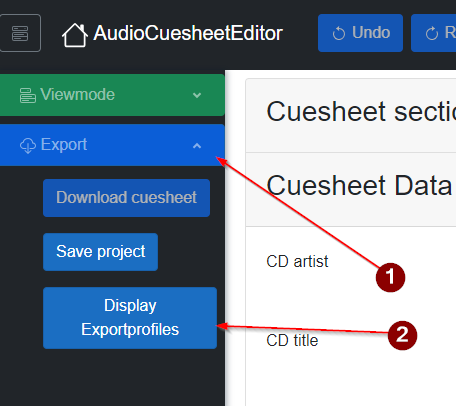 AudioCuesheetEditor
Undo
R
Viewmode
Export
Download cuesheet
Save project
Display
Exportprofiles
Cuesheet secti
Cuesheet Data
CD artist
1
CD title
2